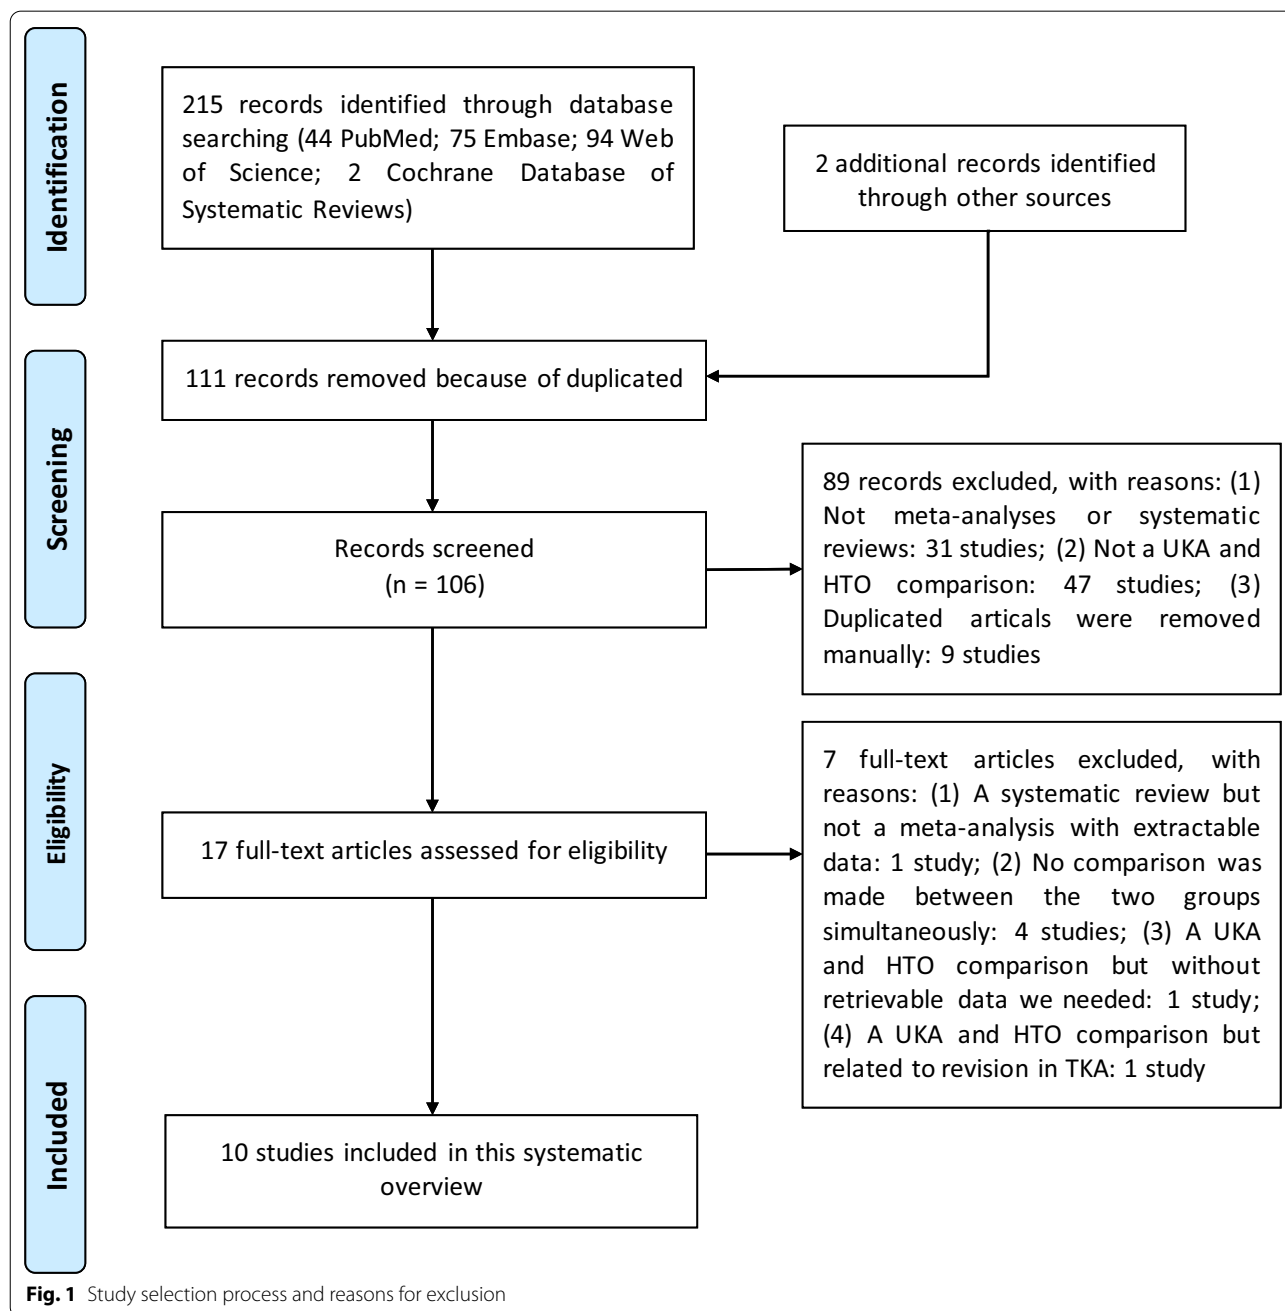 Identification
215 records identified through database
searching (44 PubMed; 75 Embase; 94 Web
of Science; 2 Cochrane Database of
Systematic Reviews)
2 additional records identified
through other sources
111 records removed because of duplicated
Screening
Records screened
(n = 106)
89 records excluded, with reasons: (1)
Not meta-analyses or systematic
reviews: 31 studies; (2) Not a UKA and
HTO comparison: 47 studies; (3)
Duplicated articals were removed
manually: 9 studies
Eligibility
17 full-text articles assessed for eligibility
7 full-text articles excluded, with
reasons: (1) A systematic review but
not a meta-analysis with extractable
data: 1 study; (2) No comparison was
made between the two groups
simultaneously: 4 studies; (3) A UKA
and HTO comparison but without
retrievable data we needed: 1 study;
(4) A UKA and HTO comparison but
related to revision in TKA: 1 study
Included
10 studies included in this systematic
overview
Fig. 1 Study selection process and reasons for exclusion